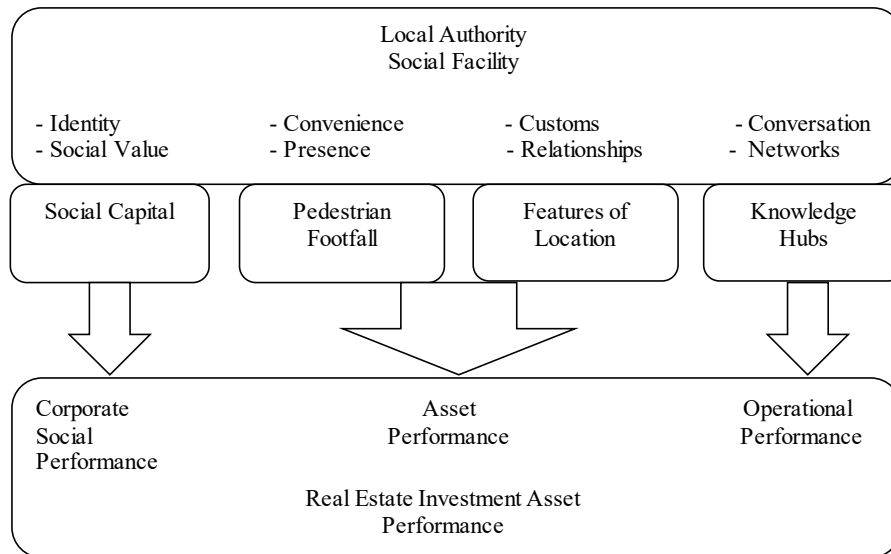 Local Authority
Social Facility
- Identity
- Social Value
- Convenience
- Presence
- Customs
- Relationships
- Conversation
- Networks
Social Capital
Pedestrian
Footfall
Features of
Location
Knowledge
Hubs
Corporate
Social
Performance
Asset
Performance
Operational
Performance
Real Estate Investment Asset
Performance